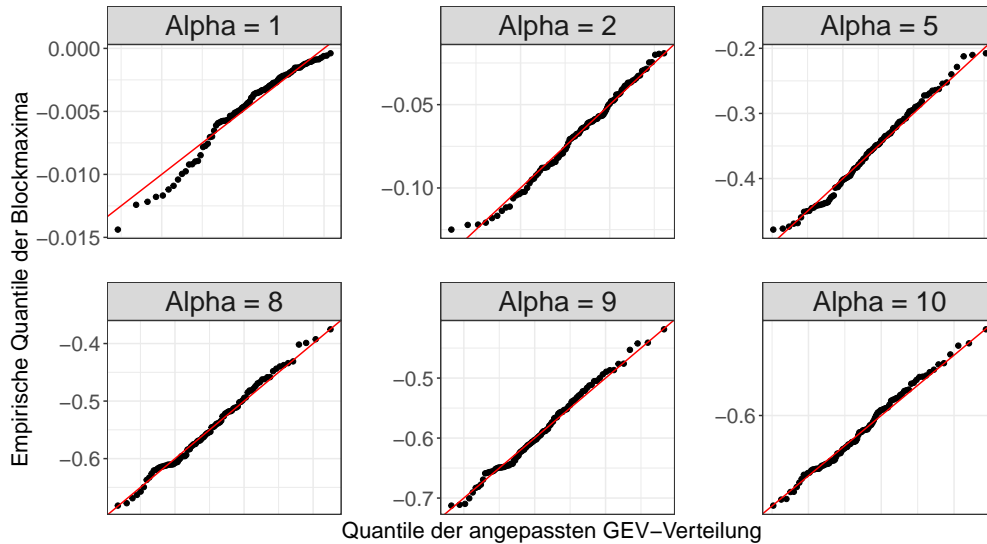 Alpha = 1
Alpha = 2
Alpha = 5
0.000
−0.005
−0.010
−0.015
−0.05
−0.10
−0.2
−0.3
−0.4
Alpha = 8
Alpha = 9
Alpha = 10
−0.4
−0.5
−0.6
−0.5
−0.6
−0.7
−0.6
Empirische Quantile der Blockmaxima
Quantile der angepassten GEV−Verteilung